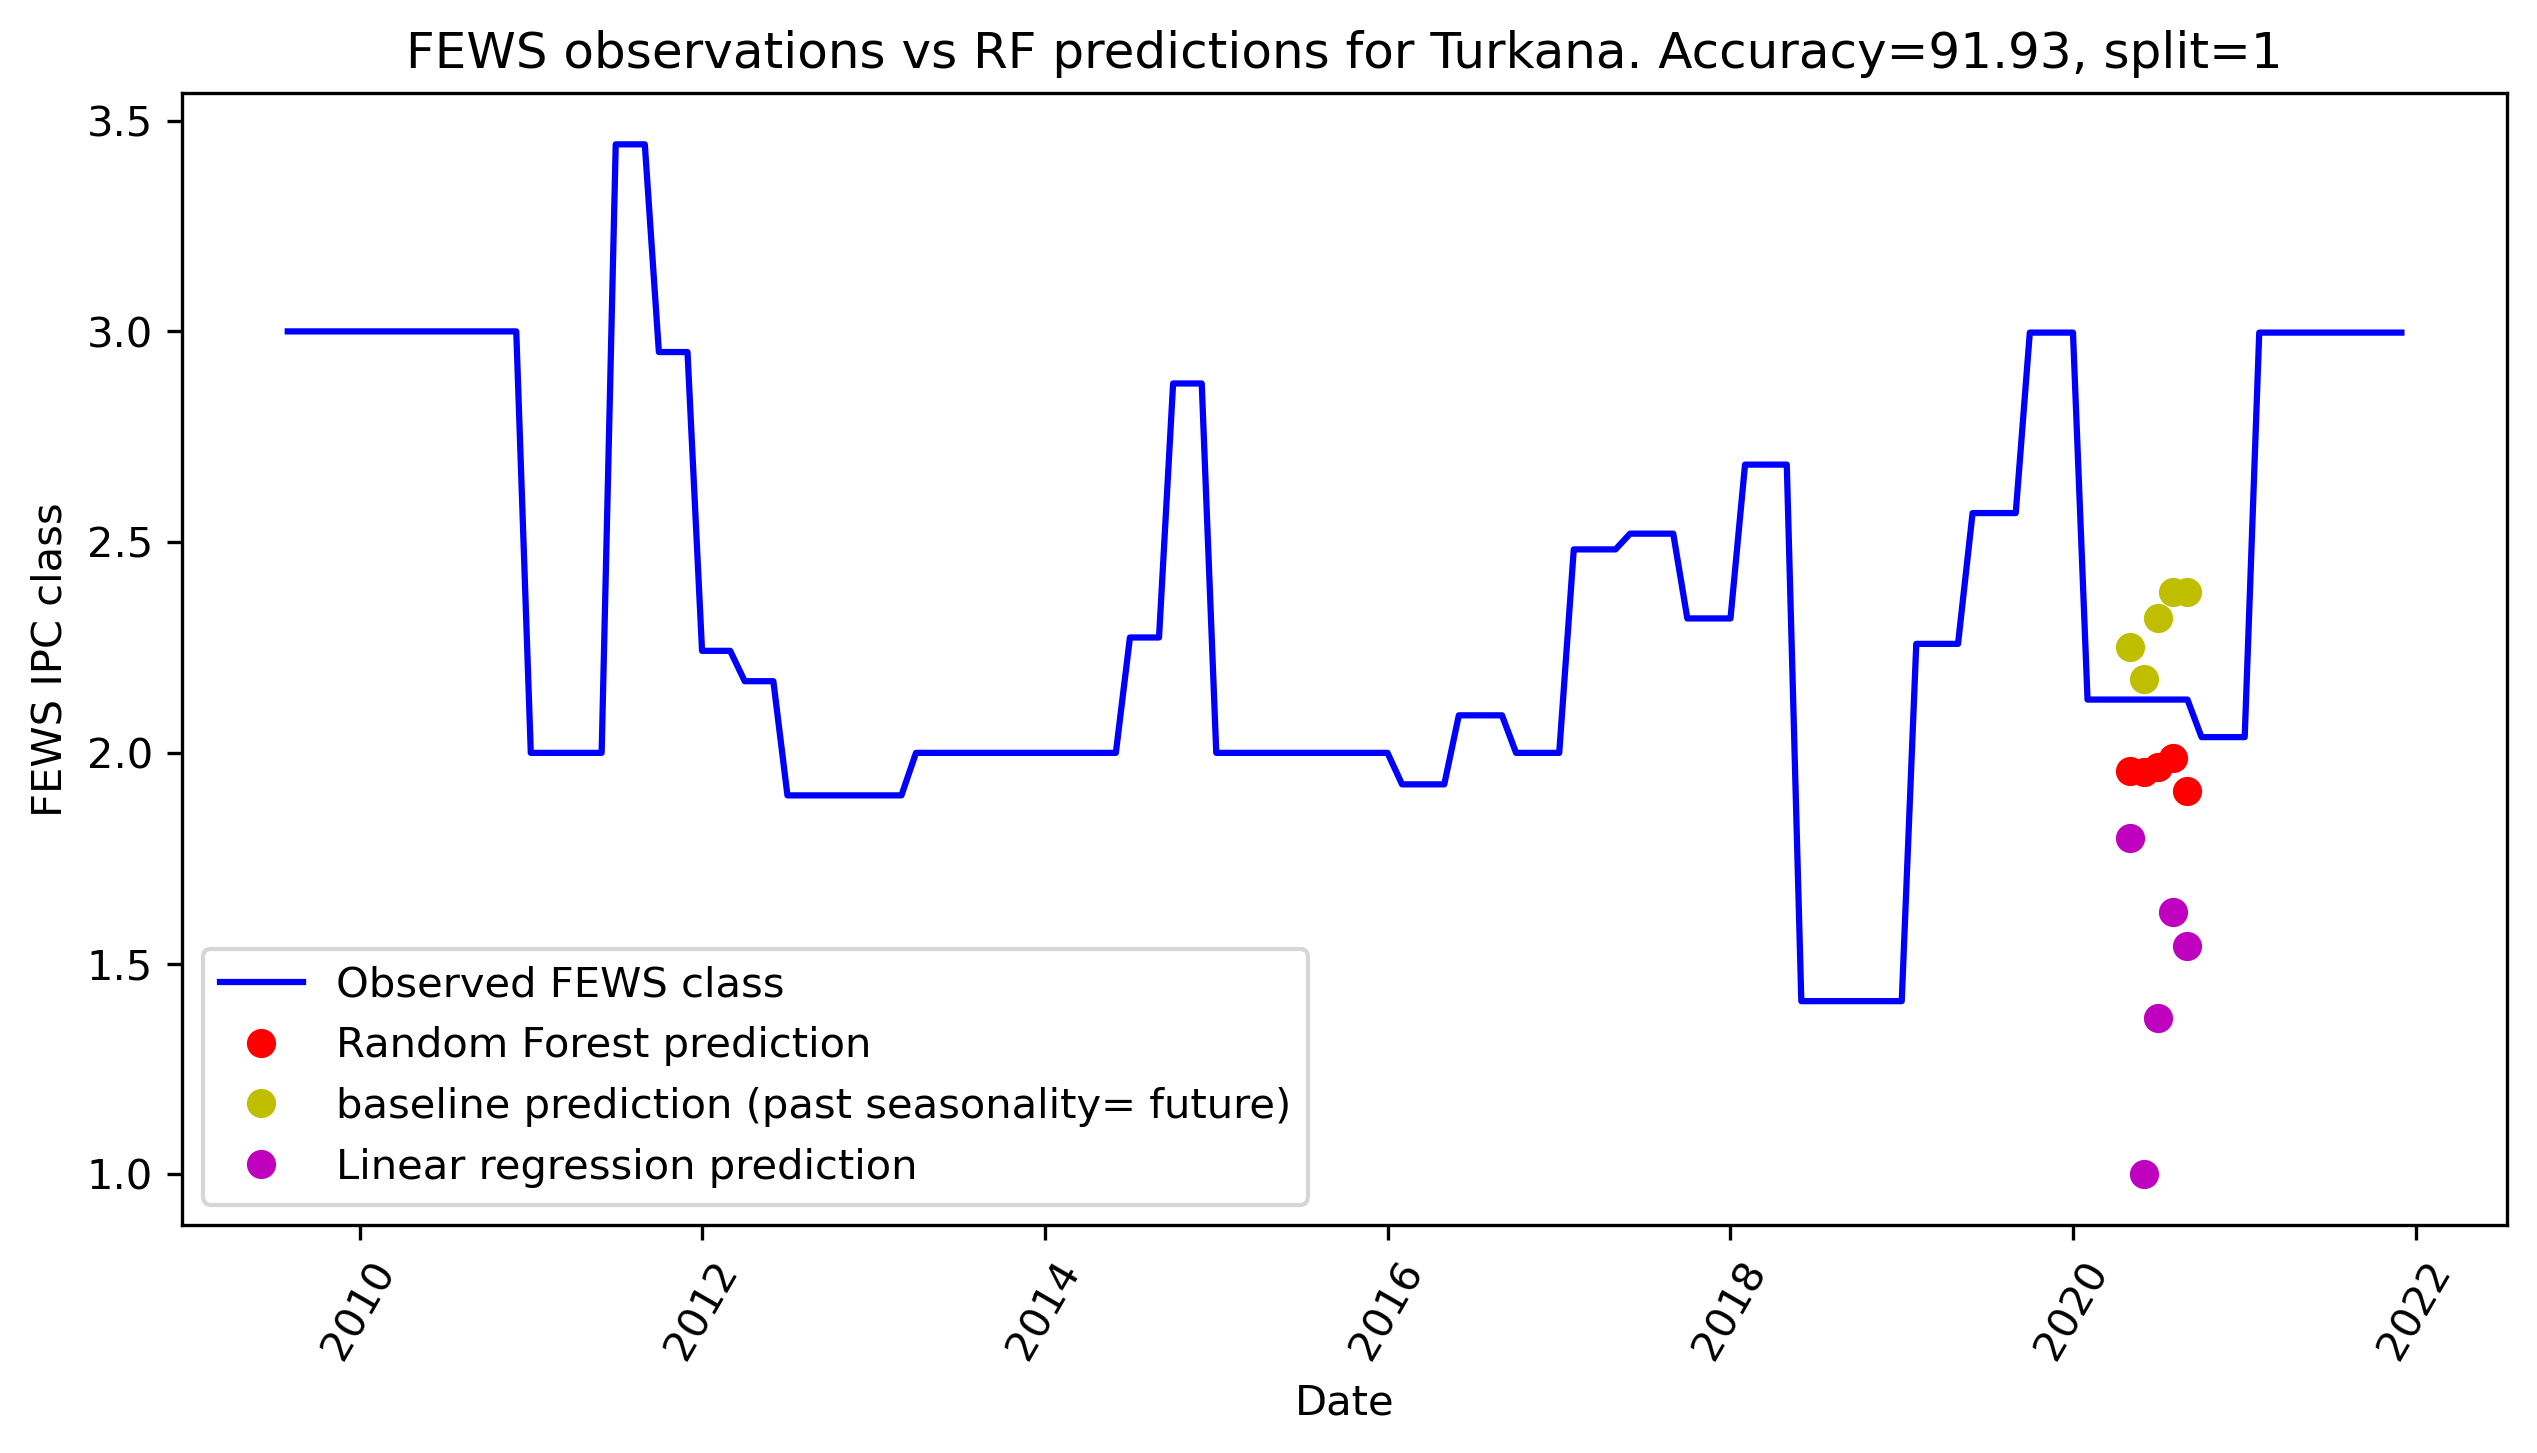 FEWS observations vs RF predictions for Turkana. Accuracy=91.93, split=1
3.5
3.0
2.5
2.0
1.5
1.0
FEWS IPC class
Observed FEWS class
Random Forest prediction
baseline prediction (past seasonality= future)
Linear regression prediction
2010
2012
2014
2016
2018
2020
2022
Date